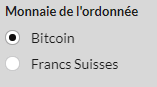 Monnaie de l'ordonnée
Bitcoin
Francs Suisses